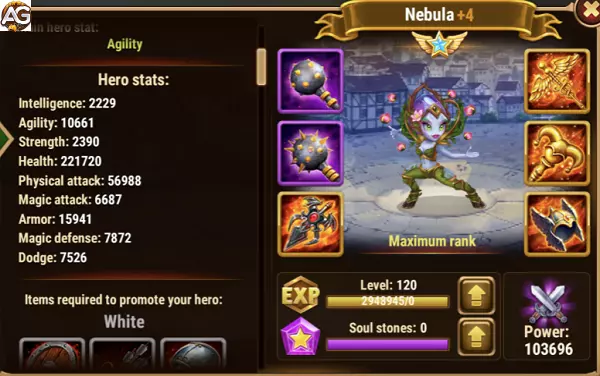 AG
hero stat:
Agility
Hero stats:
Intelligence: 2229
Agility: 10661
Strength: 2390
Health: 221720
Physical attack: 56988
Magic attack: 6687
Armor: 15941
Magic defense: 7872
Dodge: 7526
Items required to promote your hero:
White
Nebula +4
Maximum rank
EXP
Level: 120
2948945/0
Soul stones: 0
Power:
103696